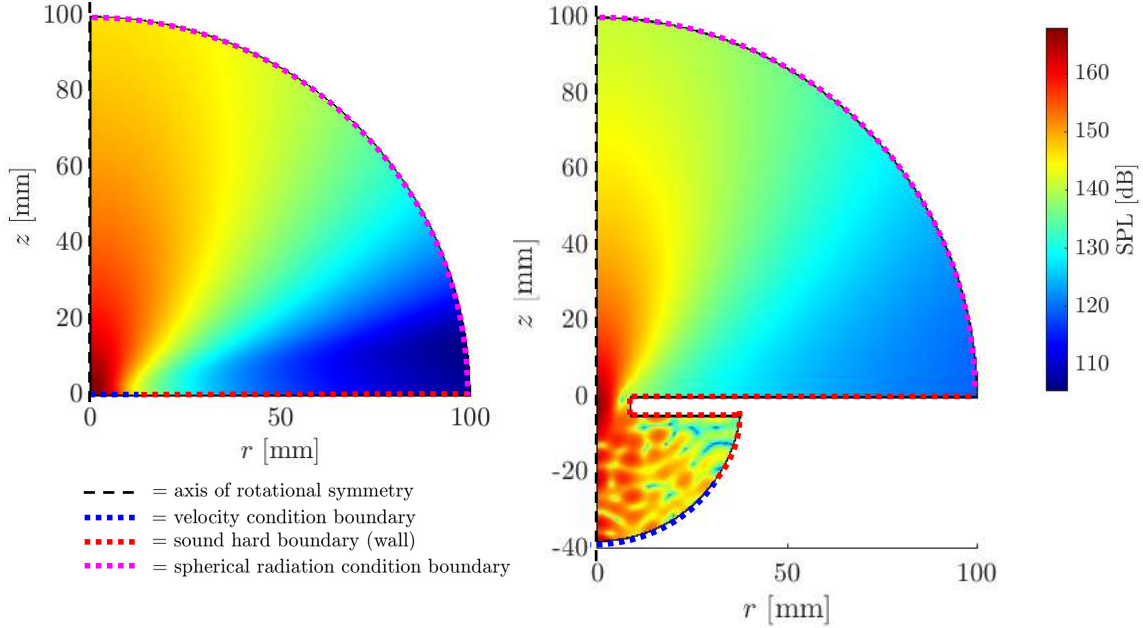 100
80
60
40
20
0
z [mm]
0
50
100
r [mm]
= axis of rotational symmetry
= velocity condition boundary
= sound hard boundary (wall)
= spherical radiation condition boundary
100
80
60
40
20
0
-20
-40
z [mm]
0
50
100
r [mm]
160
150
140
130
120
110
SPL [dB]